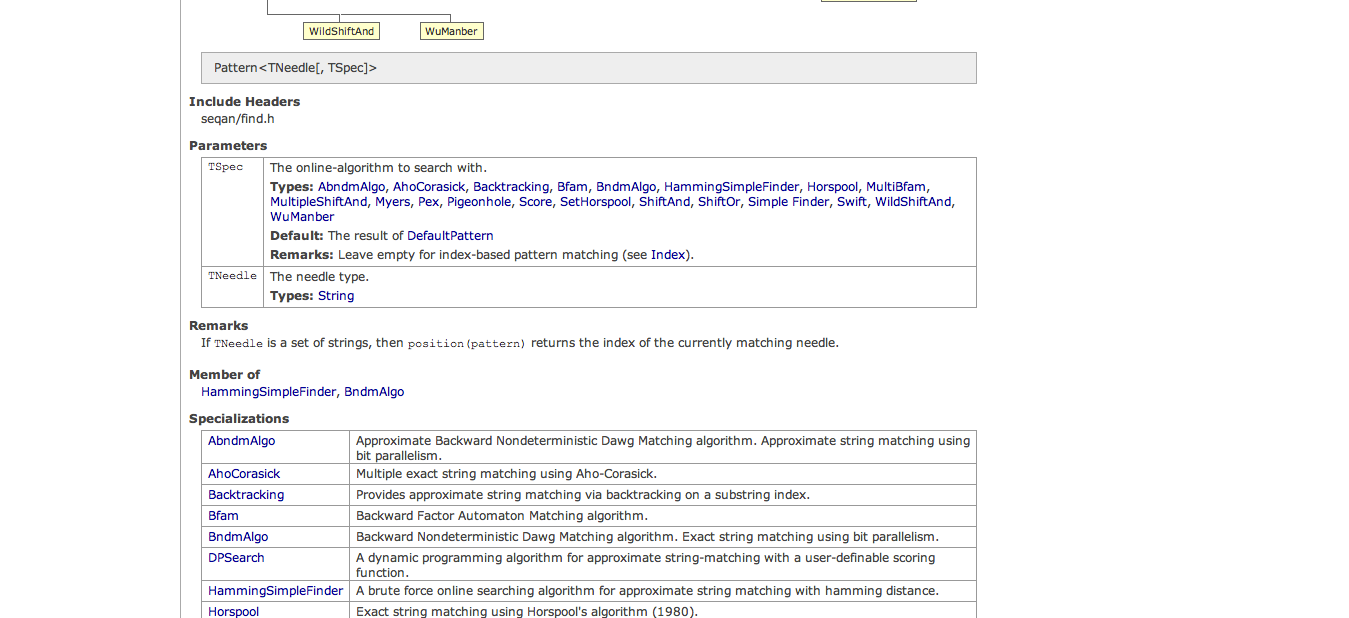 WildShiftAnd WuManber
Pattern<TNeedle[, TSpec]>
Include Headers
seqan/find.h
Parameters
TSpec The online-algorithm to search with.
Types: AbndmAlgo, AhoCorasick, Backtracking, Bfam, BndmAlgo, HammingSimpleFinder, Horspool, MultiBfam,
MultipleShiftAnd, Myers, Pex, Pigeonhole, Score, SetHorspool, ShiftAnd, ShiftOr, Simple Finder, Swift, WildShiftAnd,
WuManber
Default: The result of DefaultPattern
Remarks: Leave empty for index-based pattern matching (see Index).
TNeedle The needle type.
Types: String
Remarks
If TNeedle is a set of strings, then position(pattern) returns the index of the currently matching needle.
Member of
HammingSimpleFinder, BndmAlgo
Specializations
AbndmAlgo Approximate Backward Nondeterministic Dawg Matching algorithm. Approximate string matching using
bit parallelism.
AhoCorasick Multiple exact string matching using Aho-Corasick.
Backtracking Provides approximate string matching via backtracking on a substring index.
Bfam Backward Factor Automaton Matching algorithm.
BndmAlgo Backward Nondeterministic Dawg Matching algorithm. Exact string matching using bit parallelism.
DPSearch A dynamic programming algorithm for approximate string-matching with a user-definable scoring
function.
HammingSimpleFinder A brute force online searching algorithm for approximate string matching with hamming distance.
Horspool Exact string matching using Horspool's algorithm (1980).